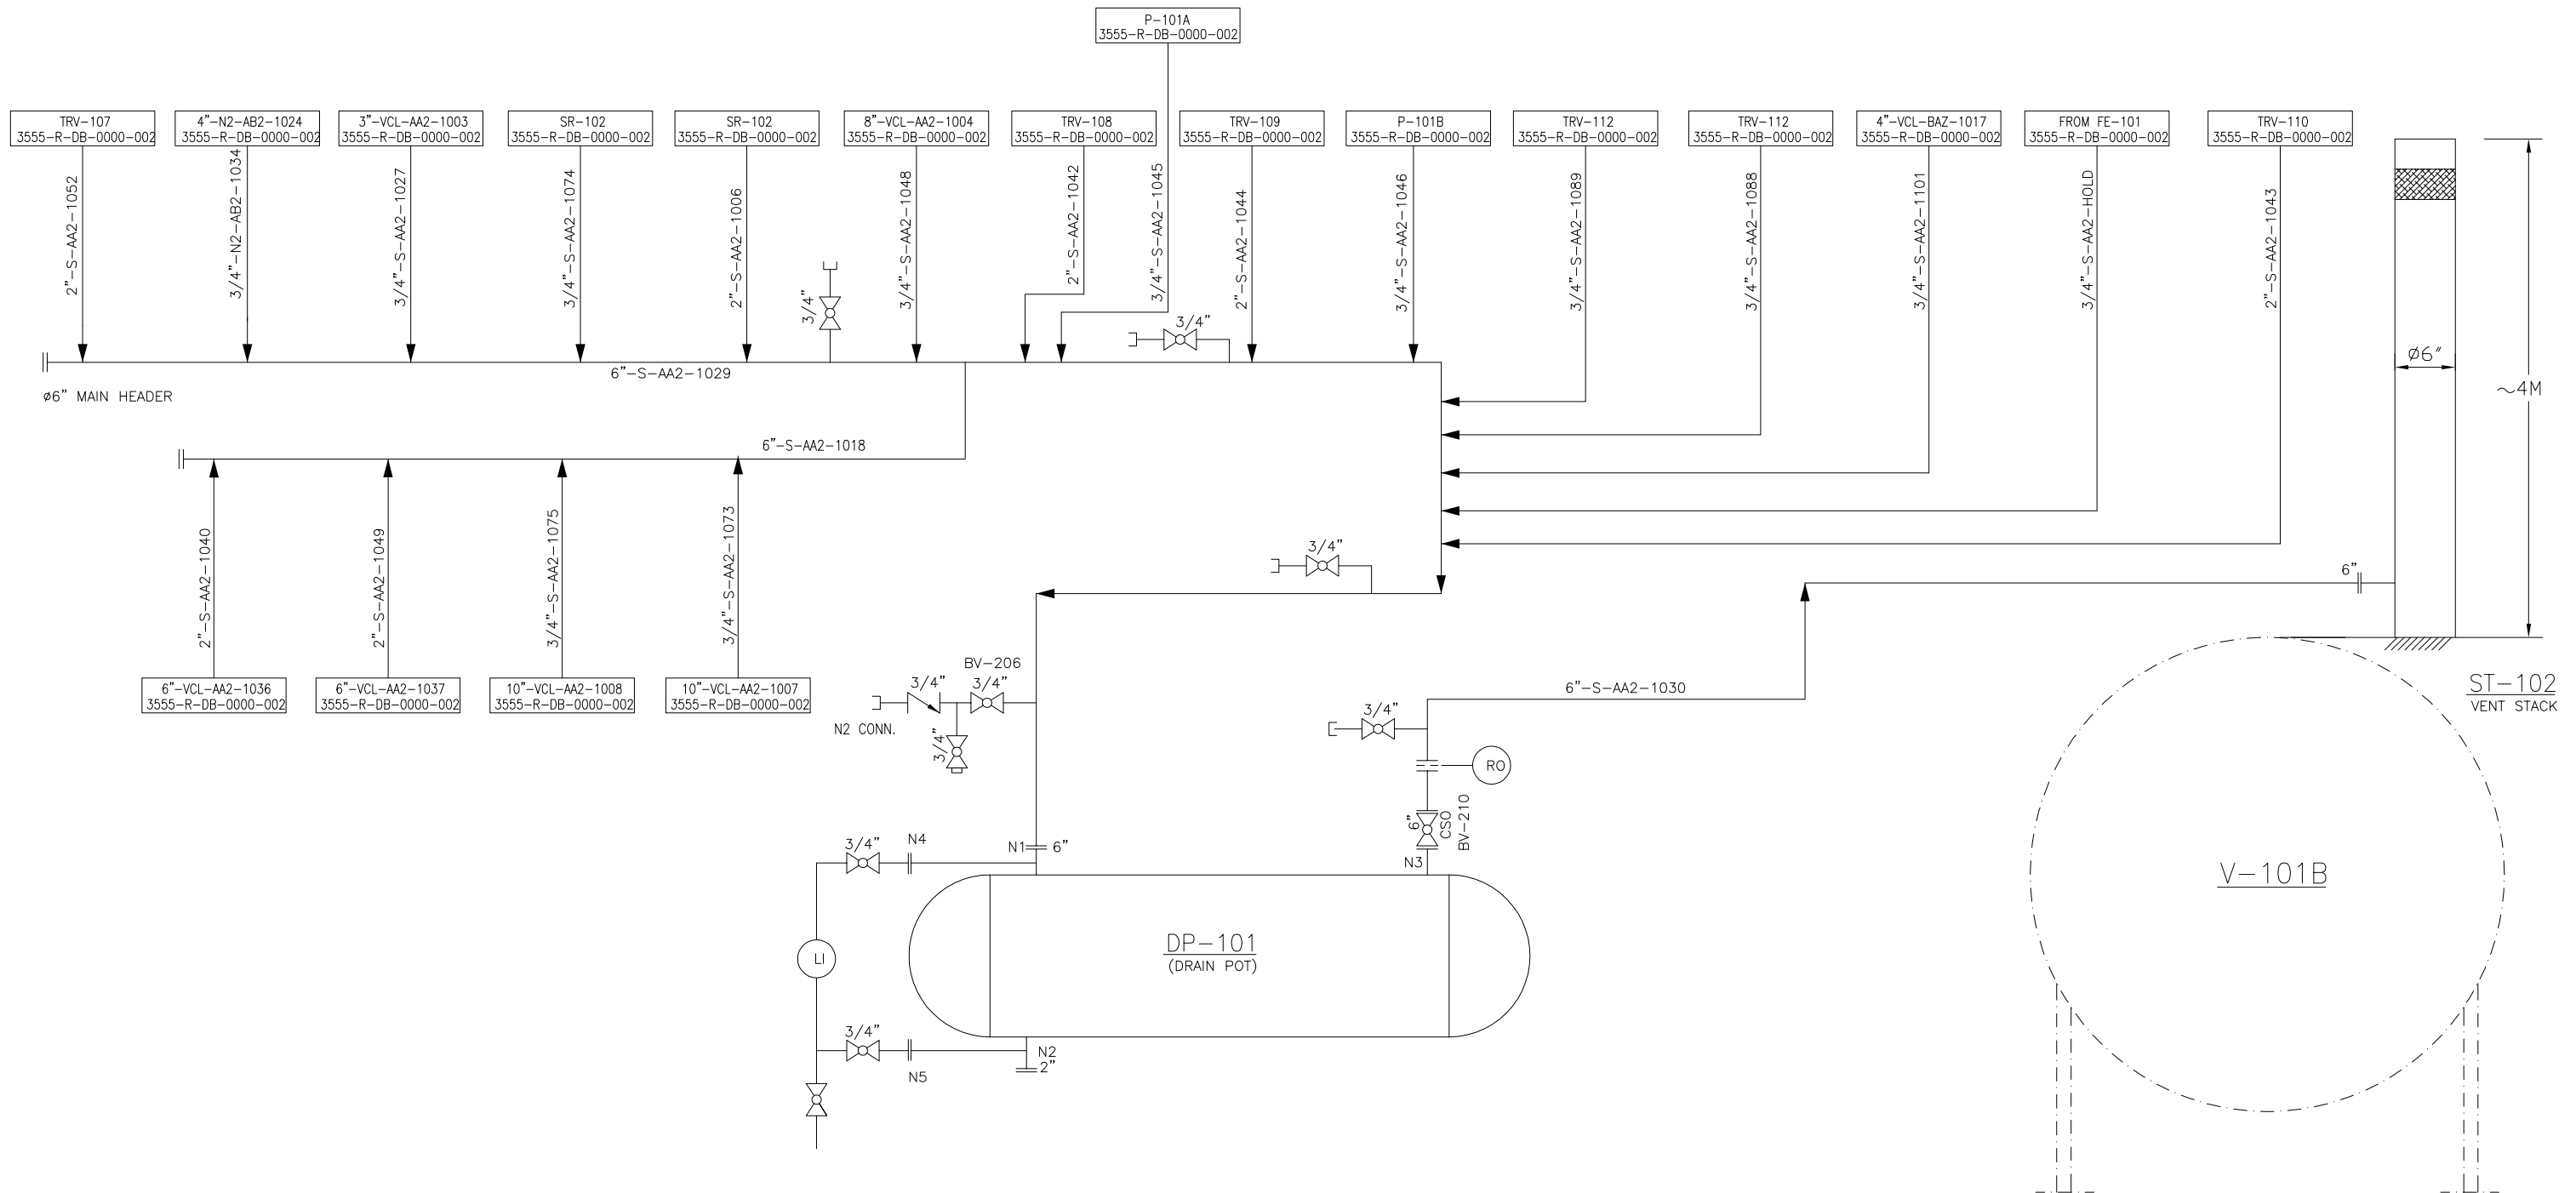 P-101A
3555-R-DB-0000-002
TRV-107
3555-R-DB-0000-002
4"-N2-AB2-1024
3555-R-DB-0000-002
3"-VCL-AA2-1003
3555-R-DB-0000-002
SR-102
3555-R-DB-0000-002
SR-102
3555-R-DB-0000-002
8"-VCL-AA2-1004
3555-R-DB-0000-002
TRV-108
3555-R-DB-0000-002
TRV-109
3555-R-DB-0000-002
P-101B
3555-R-DB-0000-002
TRV-112
3555-R-DB-0000-002
TRV-112
3555-R-DB-0000-002
4"-VCL-BAZ-1017
3555-R-DB-0000-002
FROM FE-101
3555-R-DB-0000-002
TRV-110
3555-R-DB-0000-002
2"-S-AA2-1052
3/4"-N2-AB2-1034
3/4"-S-AA2-1027
3/4"-S-AA2-1074
2"-S-AA2-1006
3/4"
3/4"-S-AA2-1048
2"-S-AA2-1042
3/4"-S-AA2-1045
3/4"
2"-S-AA2-1044
3/4"-S-AA2-1046
3/4"-S-AA2-1089
3/4"-S-AA2-1088
3/4"-S-AA2-1101
3/4"-S-AA2-HOLD
2"-S-AA2-1043
ø6"
~4M
6"-S-AA2-1029
ø6" MAIN HEADER
6"-S-AA2-1018
2"-S-AA2-1040
2"-S-AA2-1049
3/4"-S-AA2-1075
3/4"-S-AA2-1073
3/4"
6"
6"-VCL-AA2-1036
3555-R-DB-0000-002
6"-VCL-AA2-1037
3555-R-DB-0000-002
10"-VCL-AA2-1008
3555-R-DB-0000-002
10"-VCL-AA2-1007
3555-R-DB-0000-002
BV-206
3/4"
3/4"
N2 CONN.
3/4"
6"-S-AA2-1030
3/4"
ST-102
VENT STACK
RO
6"
CSO
BV-210
N1
6"
N3
3/4"
N4
LI
DP-101
(DRAIN POT)
V-101B
3/4"
N5
N2
2"